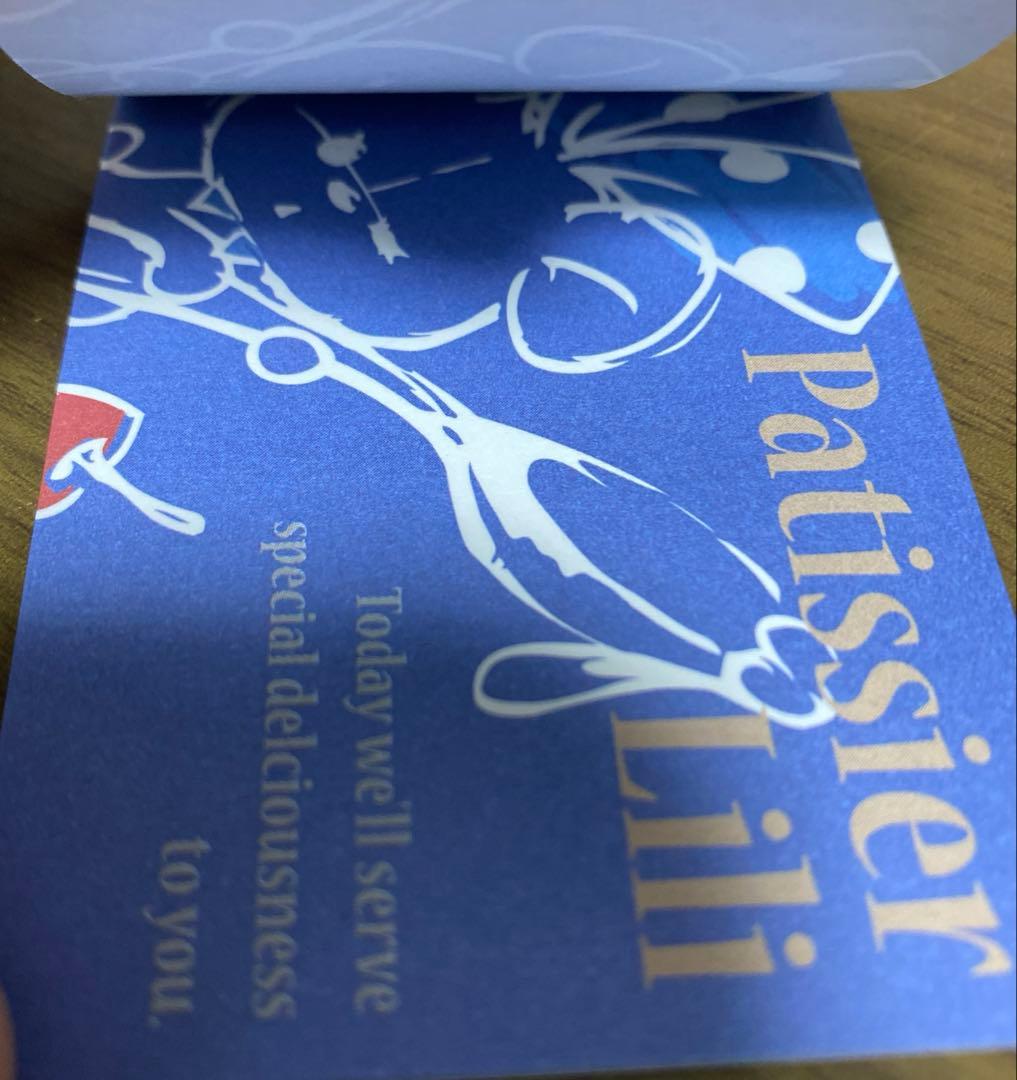 Patissier
Lili
Today we'll serve
special deliciousness
to you.